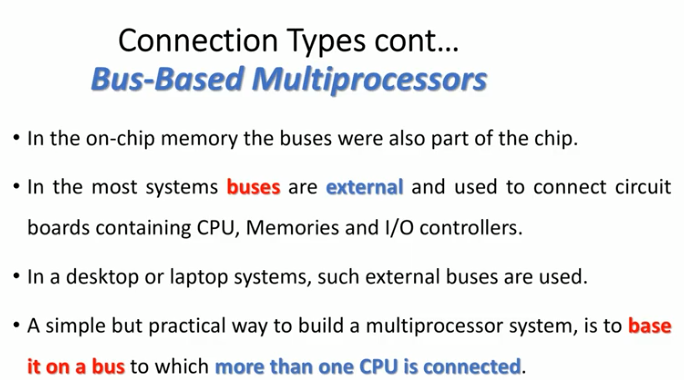 Connection Types cont…
Bus-Based Multiprocessors
• In the on-chip memory the buses were also part of the chip.
• In the most systems buses are external and used to connect circuit
boards containing CPU, Memories and I/O controllers.
• In a desktop or laptop systems, such external buses are used.
• A simple but practical way to build a multiprocessor system, is to base
it on a bus to which more than one CPU is connected.